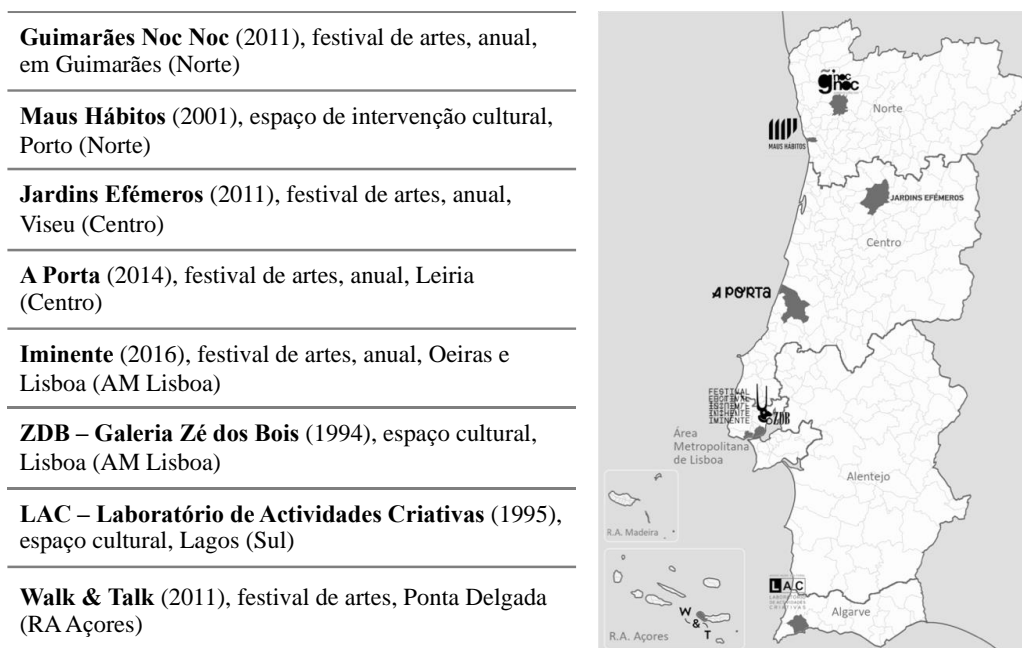 Guimarães Noc Noc (2011), festival de artes, anual,
em Guimarães (Norte)
Maus Hábitos (2001), espaço de intervenção cultural,
Porto (Norte)
Jardins Efémeros (2011), festival de artes, anual,
Viseu (Centro)
A Porta (2014), festival de artes, anual, Leiria
(Centro)
Iminente (2016), festival de artes, anual, Oeiras e
Lisboa (AM Lisboa)
ZDB – Galeria Zé dos Bois (1994), espaço cultural,
Lisboa (AM Lisboa)
LAC – Laboratório de Actividades Criativas (1995),
espaço cultural, Lagos (Sul)
Walk & Talk (2011), festival de artes, Ponta Delgada
(RA Açores)
noc
noc
Norte
MAUS HÁBITOS
JARDINS EFÉMEROS
Centro
A PORTA
FESTIVAL
IMINENTE
ZDB
Área
Metropolitana
de Lisboa
Alentejo
R.A. Madeira
LAC
LABORATÓRIO
DE ACTIVIDADES
CRIATIVAS
Algarve
W
&
T
R.A. Açores